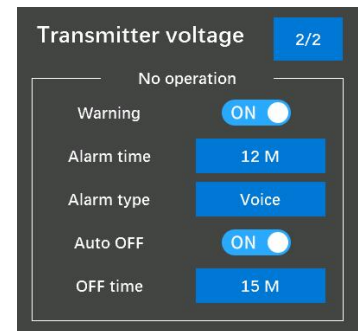 Transmitter voltage 2/2
No operation
Warning ON
Alarm time 12 M
Alarm type Voice
Auto OFF ON
OFF time 15 M